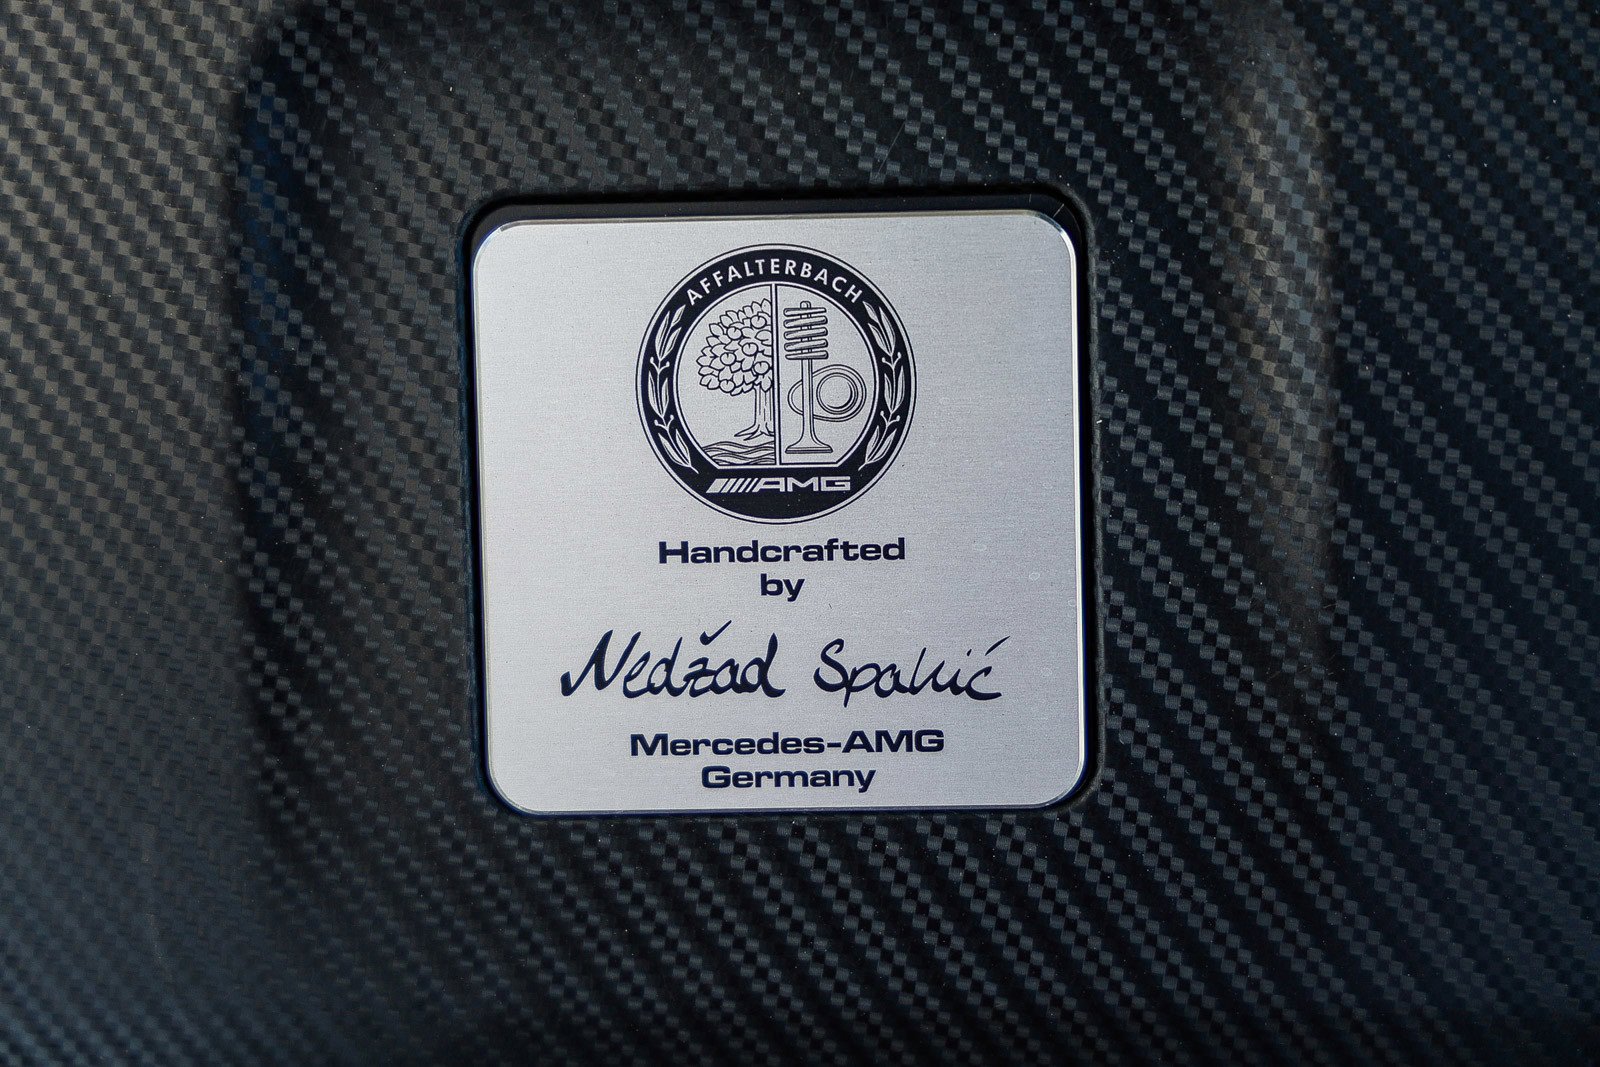 AFFALTERBACH
AMG
Handcrafted
by
Nedžad Spahić
Mercedes-AMG
Germany